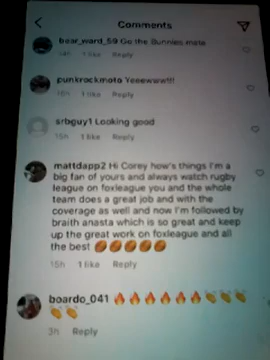 Comments
bear_ward_59 Go the Bunnies mate
1 like Reply
punkrockmoto Yeeewww!!!
1 like Reply
srbguy1 Looking good
15h 1 like Reply
mattdapp2 Hi Corey how's things I'm a
big fan of yours and always watch rugby
league on foxleague you and the whole
team does a great job and with the
coverage as well and now I'm followed by
braith anasta which is so great and keep
up the great work on foxleague and all
the best 🏉🏉🏉🏉🏉
15h 1 like Reply
boardo_041 🔥🔥🔥🔥🔥🔥👏👏👏
👏👏
3h Reply